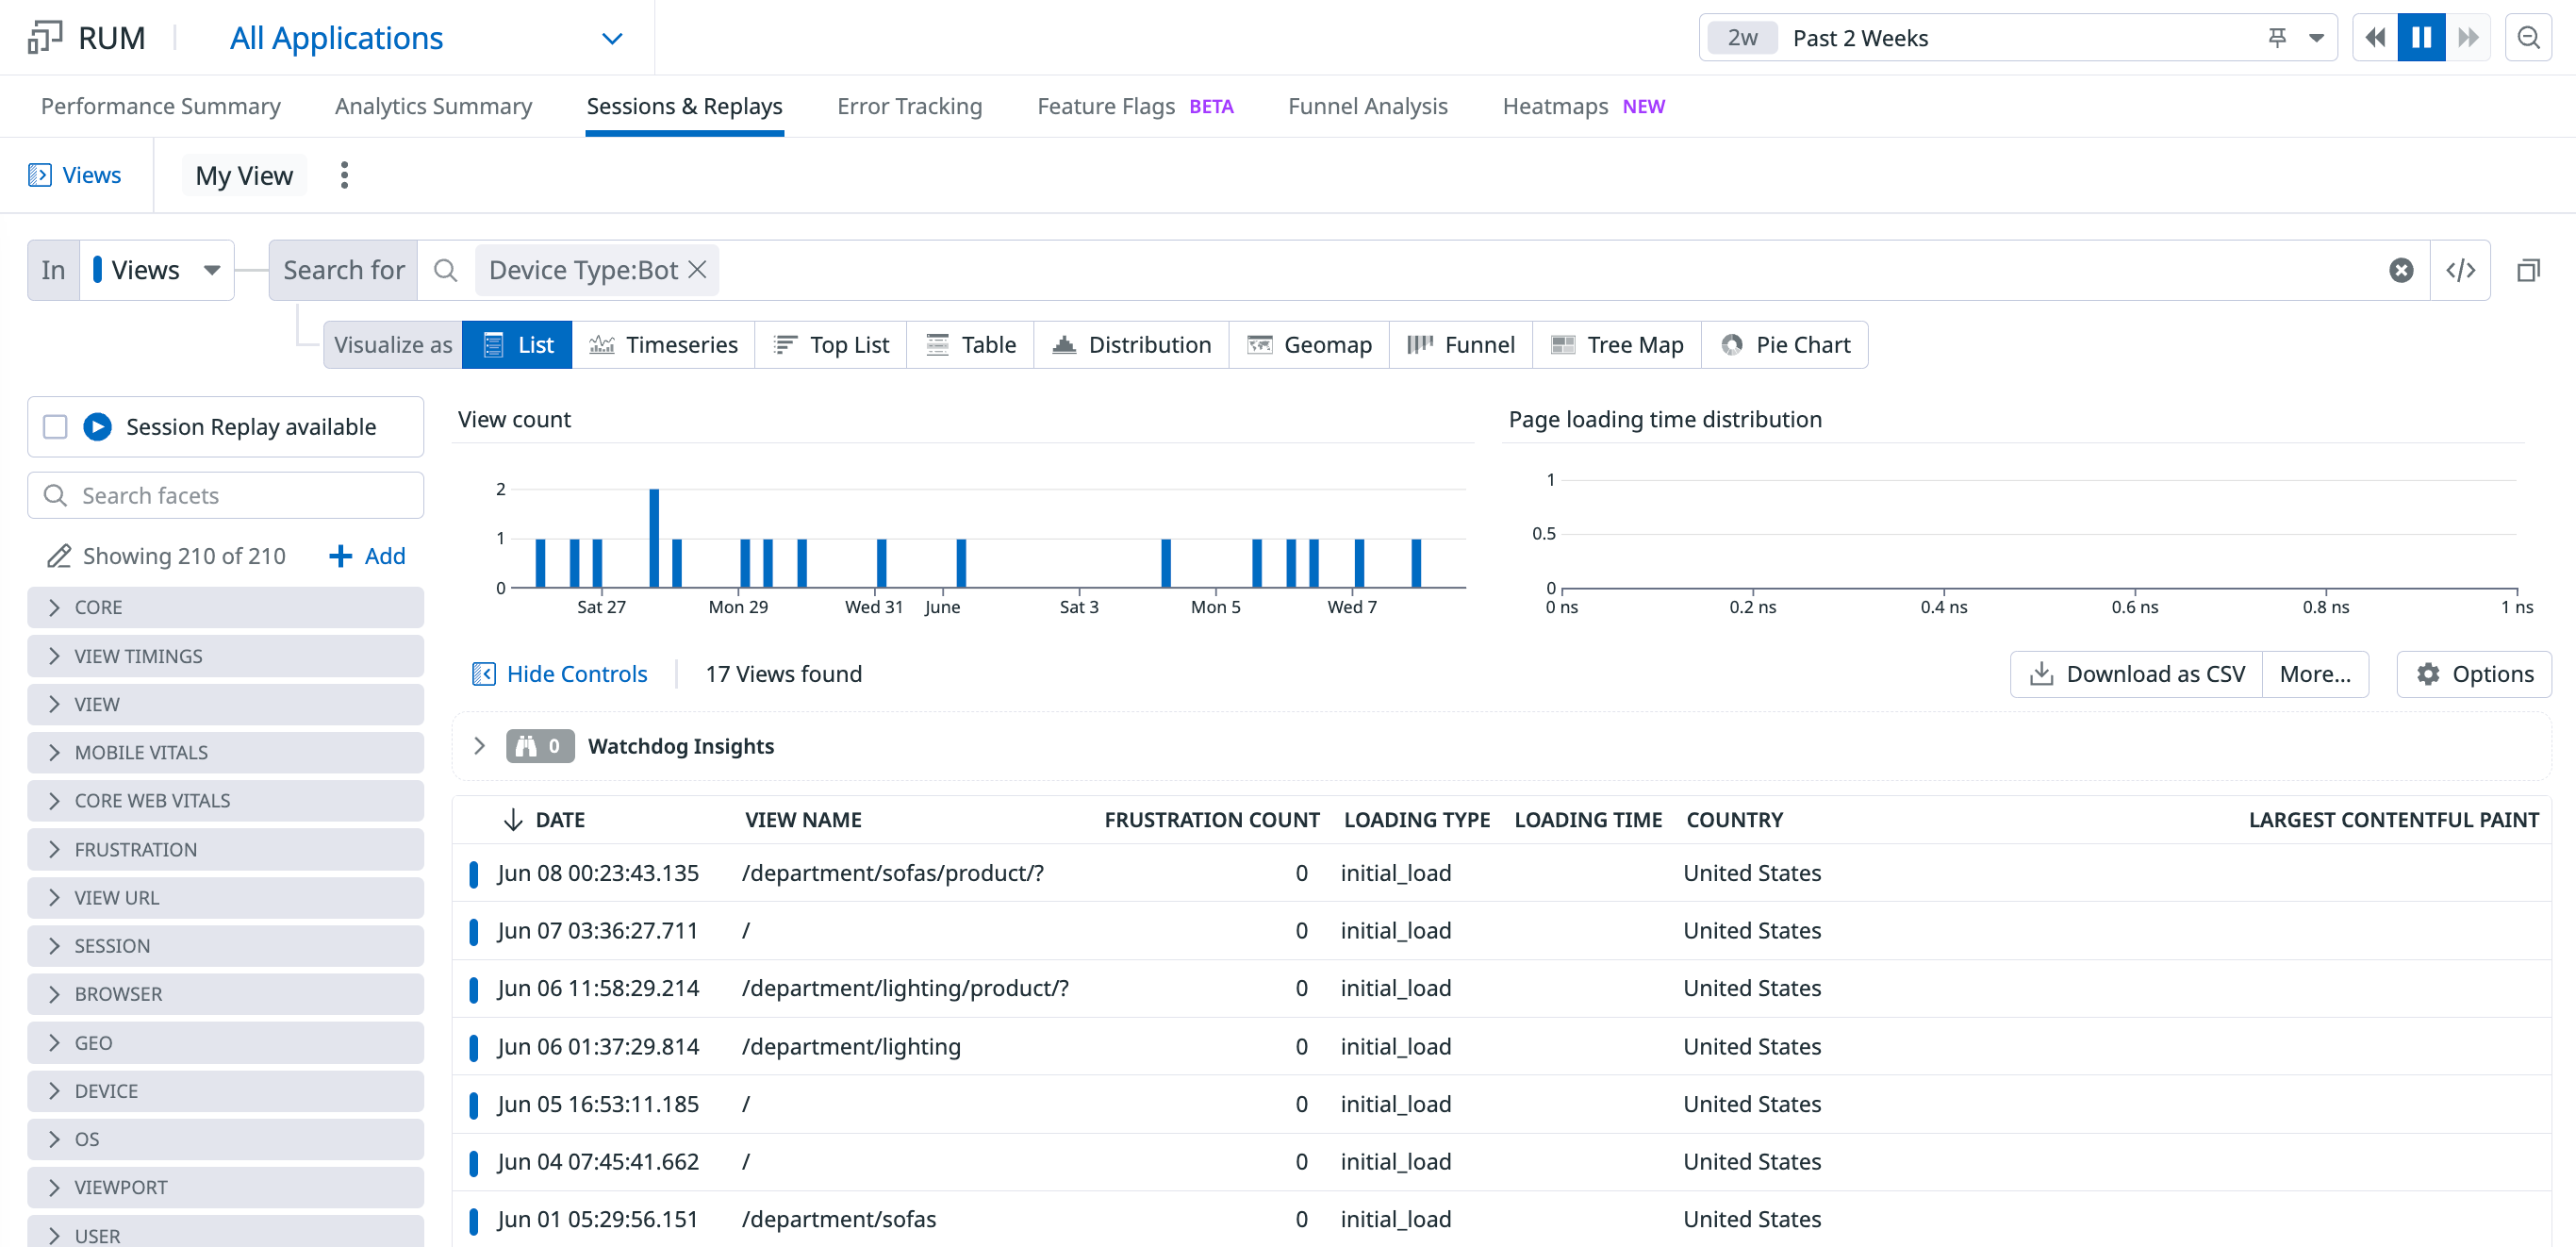 RUM All Applications 2w Past 2 Weeks
Performance Summary Analytics Summary Sessions & Replays Error Tracking Feature Flags BETA Funnel Analysis Heatmaps NEW
Views My View
In Views Search for Device Type:Bot </>
Visualize as List Timeseries Top List Table Distribution Geomap Funnel Tree Map Pie Chart
Session Replay available
Search facets
Showing 210 of 210 + Add
CORE
VIEW TIMINGS
VIEW
MOBILE VITALS
CORE WEB VITALS
FRUSTRATION
VIEW URL
SESSION
BROWSER
GEO
DEVICE
OS
VIEWPORT
USER
View count
2
1
0
Sat 27 Mon 29 Wed 31 June Sat 3 Mon 5 Wed 7
Page loading time distribution
1
0.5
0
0 ns 0.2 ns 0.4 ns 0.6 ns 0.8 ns 1 ns
Hide Controls 17 Views found Download as CSV More... Options
0 Watchdog Insights
DATE VIEW NAME FRUSTRATION COUNT LOADING TYPE LOADING TIME COUNTRY LARGEST CONTENTFUL PAINT
Jun 08 00:23:43.135 /department/sofas/product/? 0 initial_load United States
Jun 07 03:36:27.711 / 0 initial_load United States
Jun 06 11:58:29.214 /department/lighting/product/? 0 initial_load United States
Jun 06 01:37:29.814 /department/lighting 0 initial_load United States
Jun 05 16:53:11.185 / 0 initial_load United States
Jun 04 07:45:41.662 / 0 initial_load United States
Jun 01 05:29:56.151 /department/sofas 0 initial_load United States